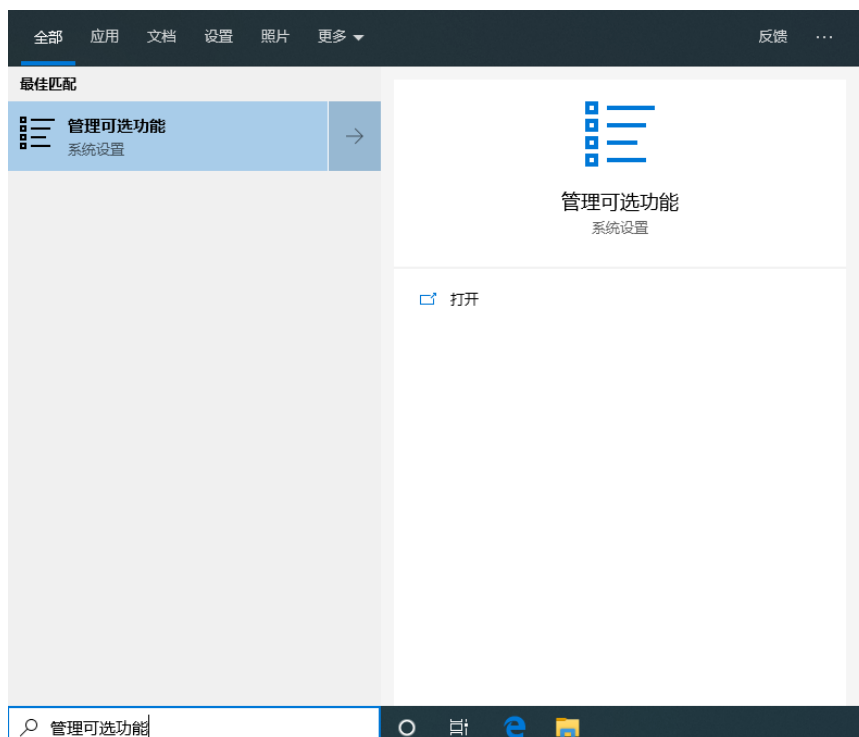 全部 应用 文档 设置 照片 更多 反馈 ···
最佳匹配
管理可选功能
系统设置
管理可选功能
系统设置
打开
管理可选功能